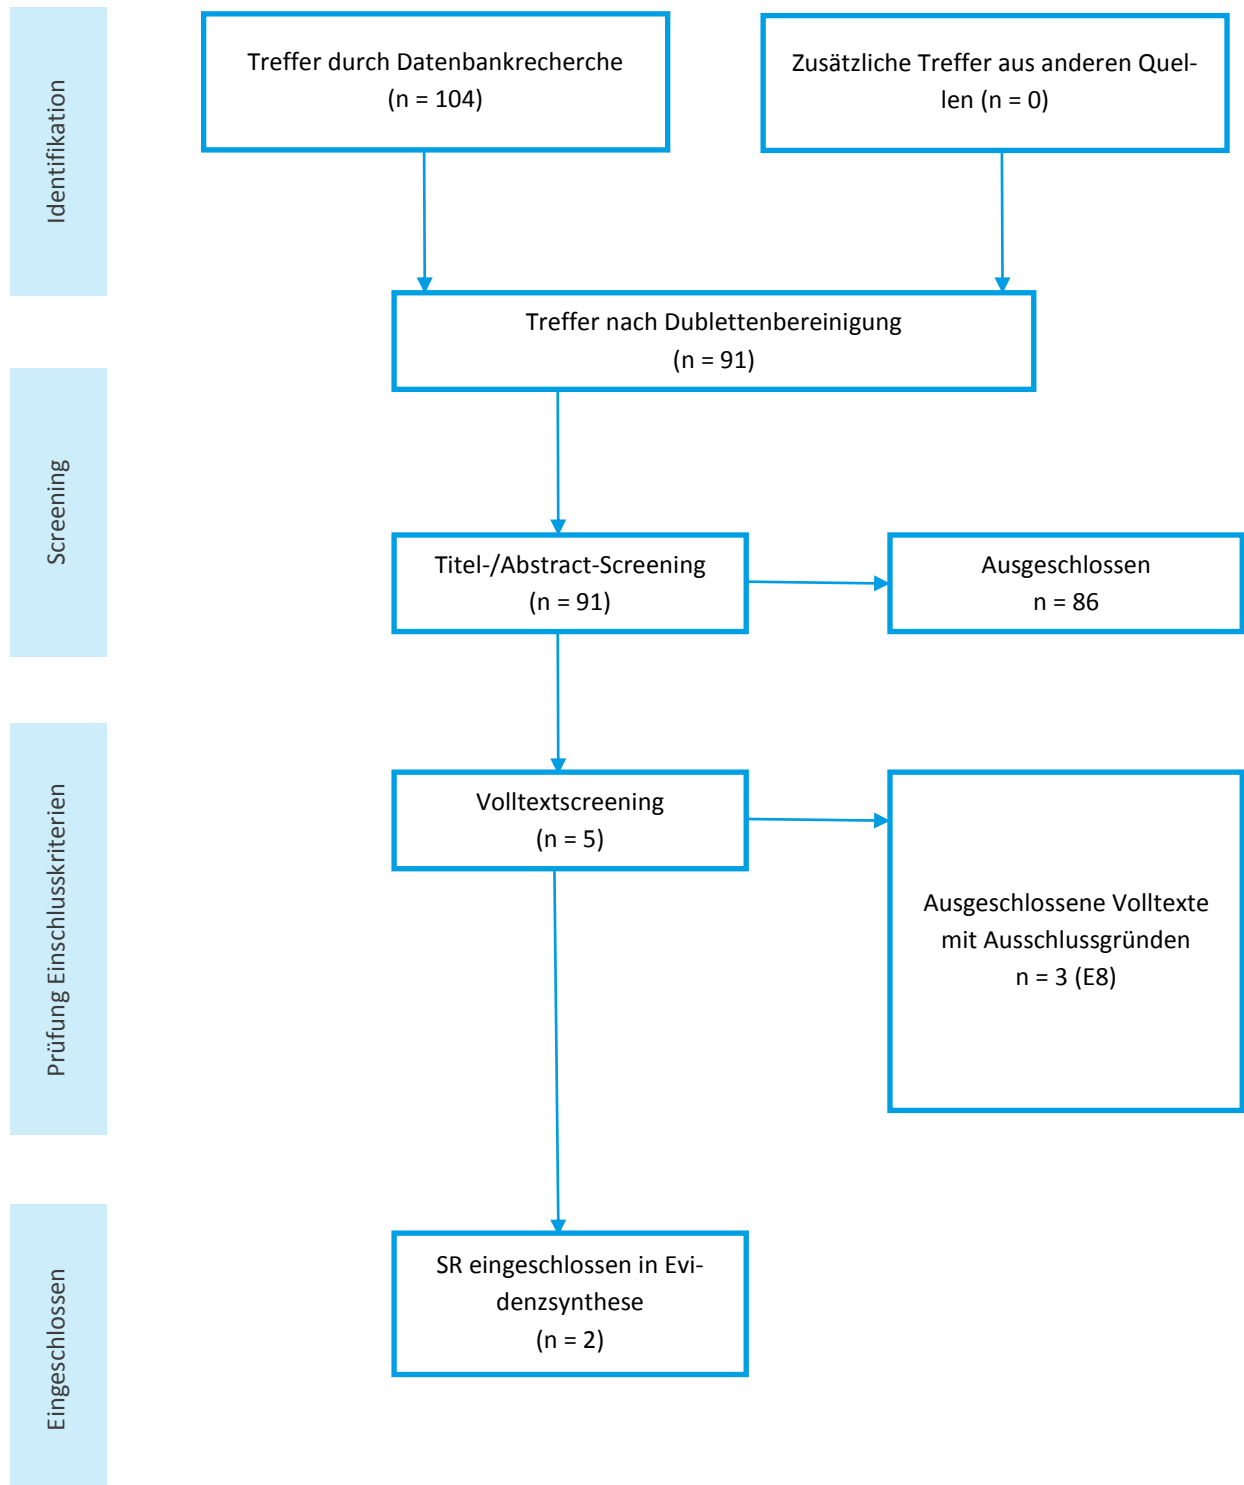 Identifikation
Treffer durch Datenbankrecherche
(n = 104)
Zusätzliche Treffer aus anderen Quel-
len (n = 0)
Treffer nach Dublettenbereinigung
(n = 91)
Screening
Titel-/Abstract-Screening
(n = 91)
Ausgeschlossen
n = 86
Prüfung Einschlusskriterien
Volltextscreening
(n = 5)
Ausgeschlossene Volltexte
mit Ausschlussgründen
n = 3 (E8)
Eingeschlossen
SR eingeschlossen in Evi-
denzsynthese
(n = 2)